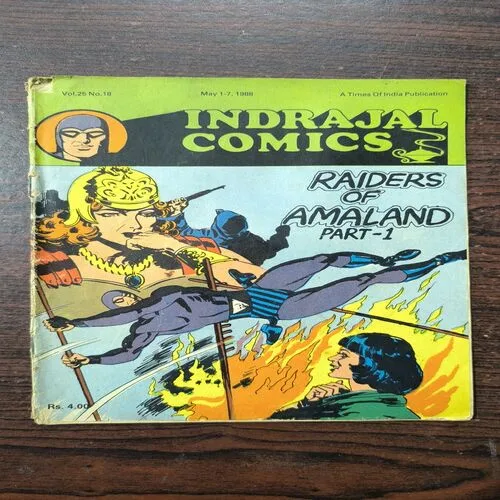 Vol.25 No.18 May 1-7, 1988 A Times Of India Publication
INDRAJAL
COMICS
RAIDERS
OF
AMALAND
PART-1
Rs. 4.00